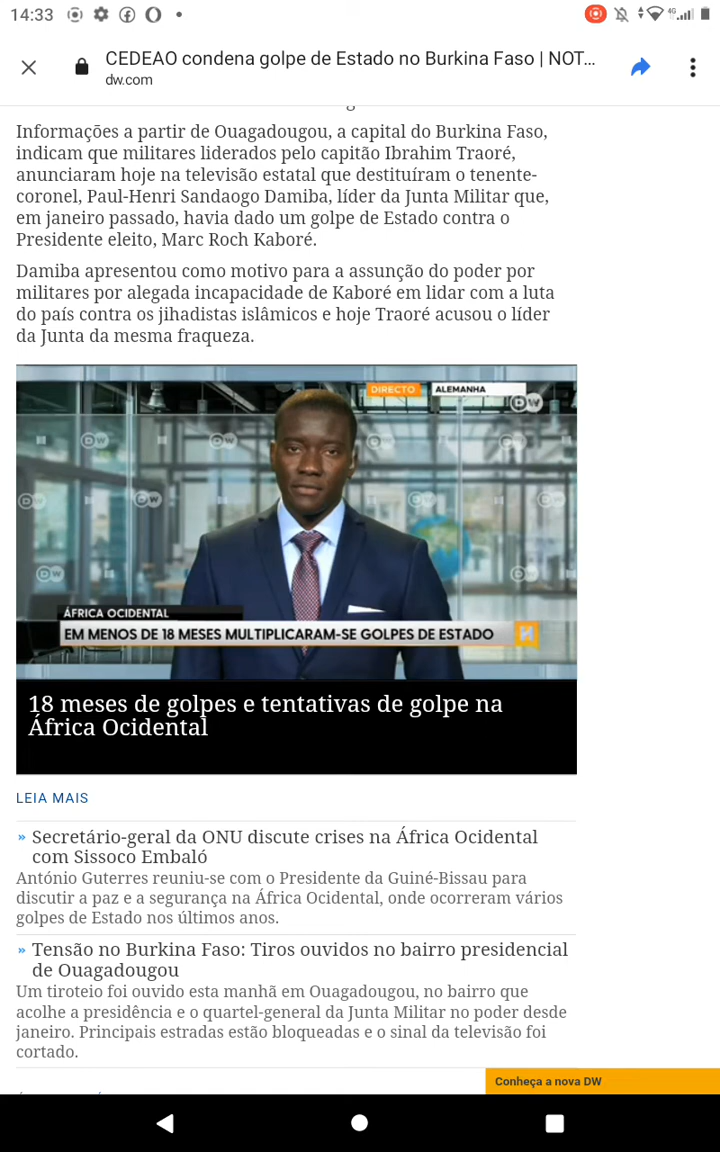 14:33
4G
CEDEAO condena golpe de Estado no Burkina Faso | NOT...
dw.com
Informações a partir de Ouagadougou, a capital do Burkina Faso,
indicam que militares liderados pelo capitão Ibrahim Traoré,
anunciaram hoje na televisão estatal que destituíram o tenente-
coronel, Paul-Henri Sandaogo Damiba, líder da Junta Militar que,
em janeiro passado, havia dado um golpe de Estado contra o
Presidente eleito, Marc Roch Kaboré.
Damiba apresentou como motivo para a assunção do poder por
militares por alegada incapacidade de Kaboré em lidar com a luta
do país contra os jihadistas islâmicos e hoje Traoré acusou o líder
da Junta da mesma fraqueza.
DIRECTO ALEMANHA
DW
ÁFRICA OCIDENTAL
EM MENOS DE 18 MESES MULTIPLICARAM-SE GOLPES DE ESTADO
18 meses de golpes e tentativas de golpe na
África Ocidental
LEIA MAIS
» Secretário-geral da ONU discute crises na África Ocidental
com Sissoco Embaló
António Guterres reuniu-se com o Presidente da Guiné-Bissau para
discutir a paz e a segurança na África Ocidental, onde ocorreram vários
golpes de Estado nos últimos anos.
» Tensão no Burkina Faso: Tiros ouvidos no bairro presidencial
de Ouagadougou
Um tiroteio foi ouvido esta manhã em Ouagadougou, no bairro que
acolhe a presidência e o quartel-general da Junta Militar no poder desde
janeiro. Principais estradas estão bloqueadas e o sinal da televisão foi
cortado.
Conheça a nova DW